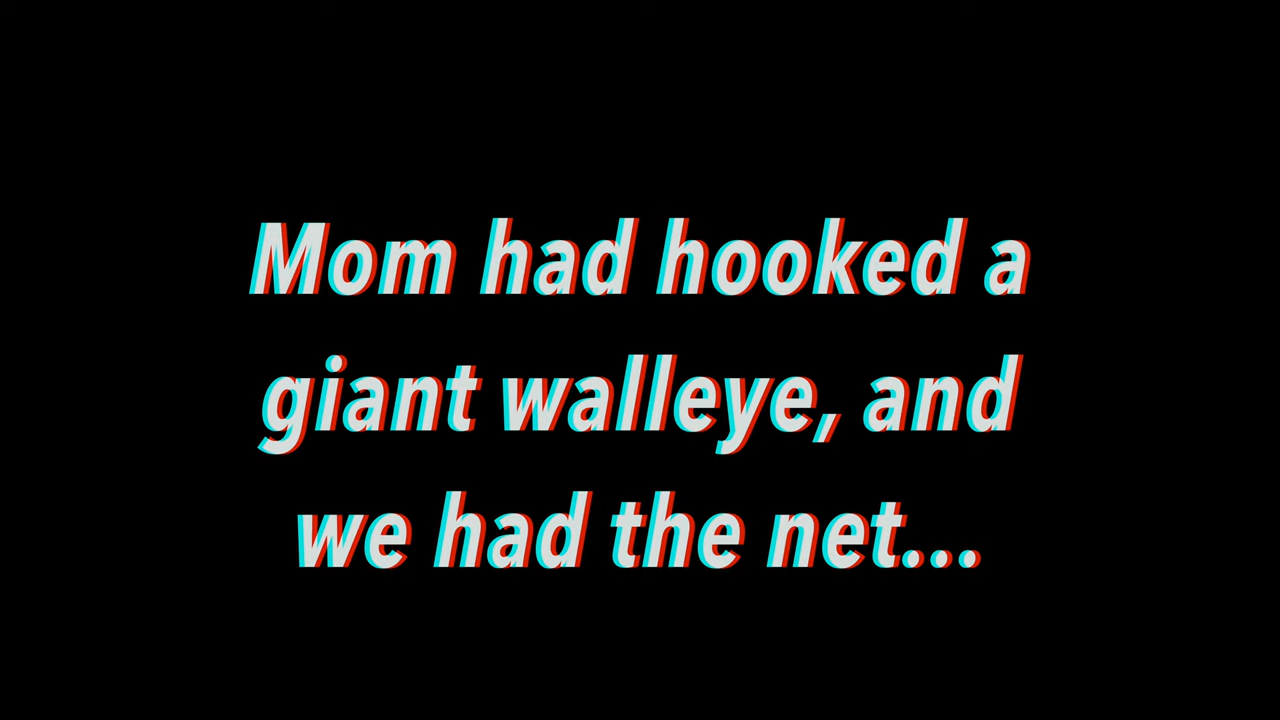 Mom had hooked a
giant walleye, and
we had the net...